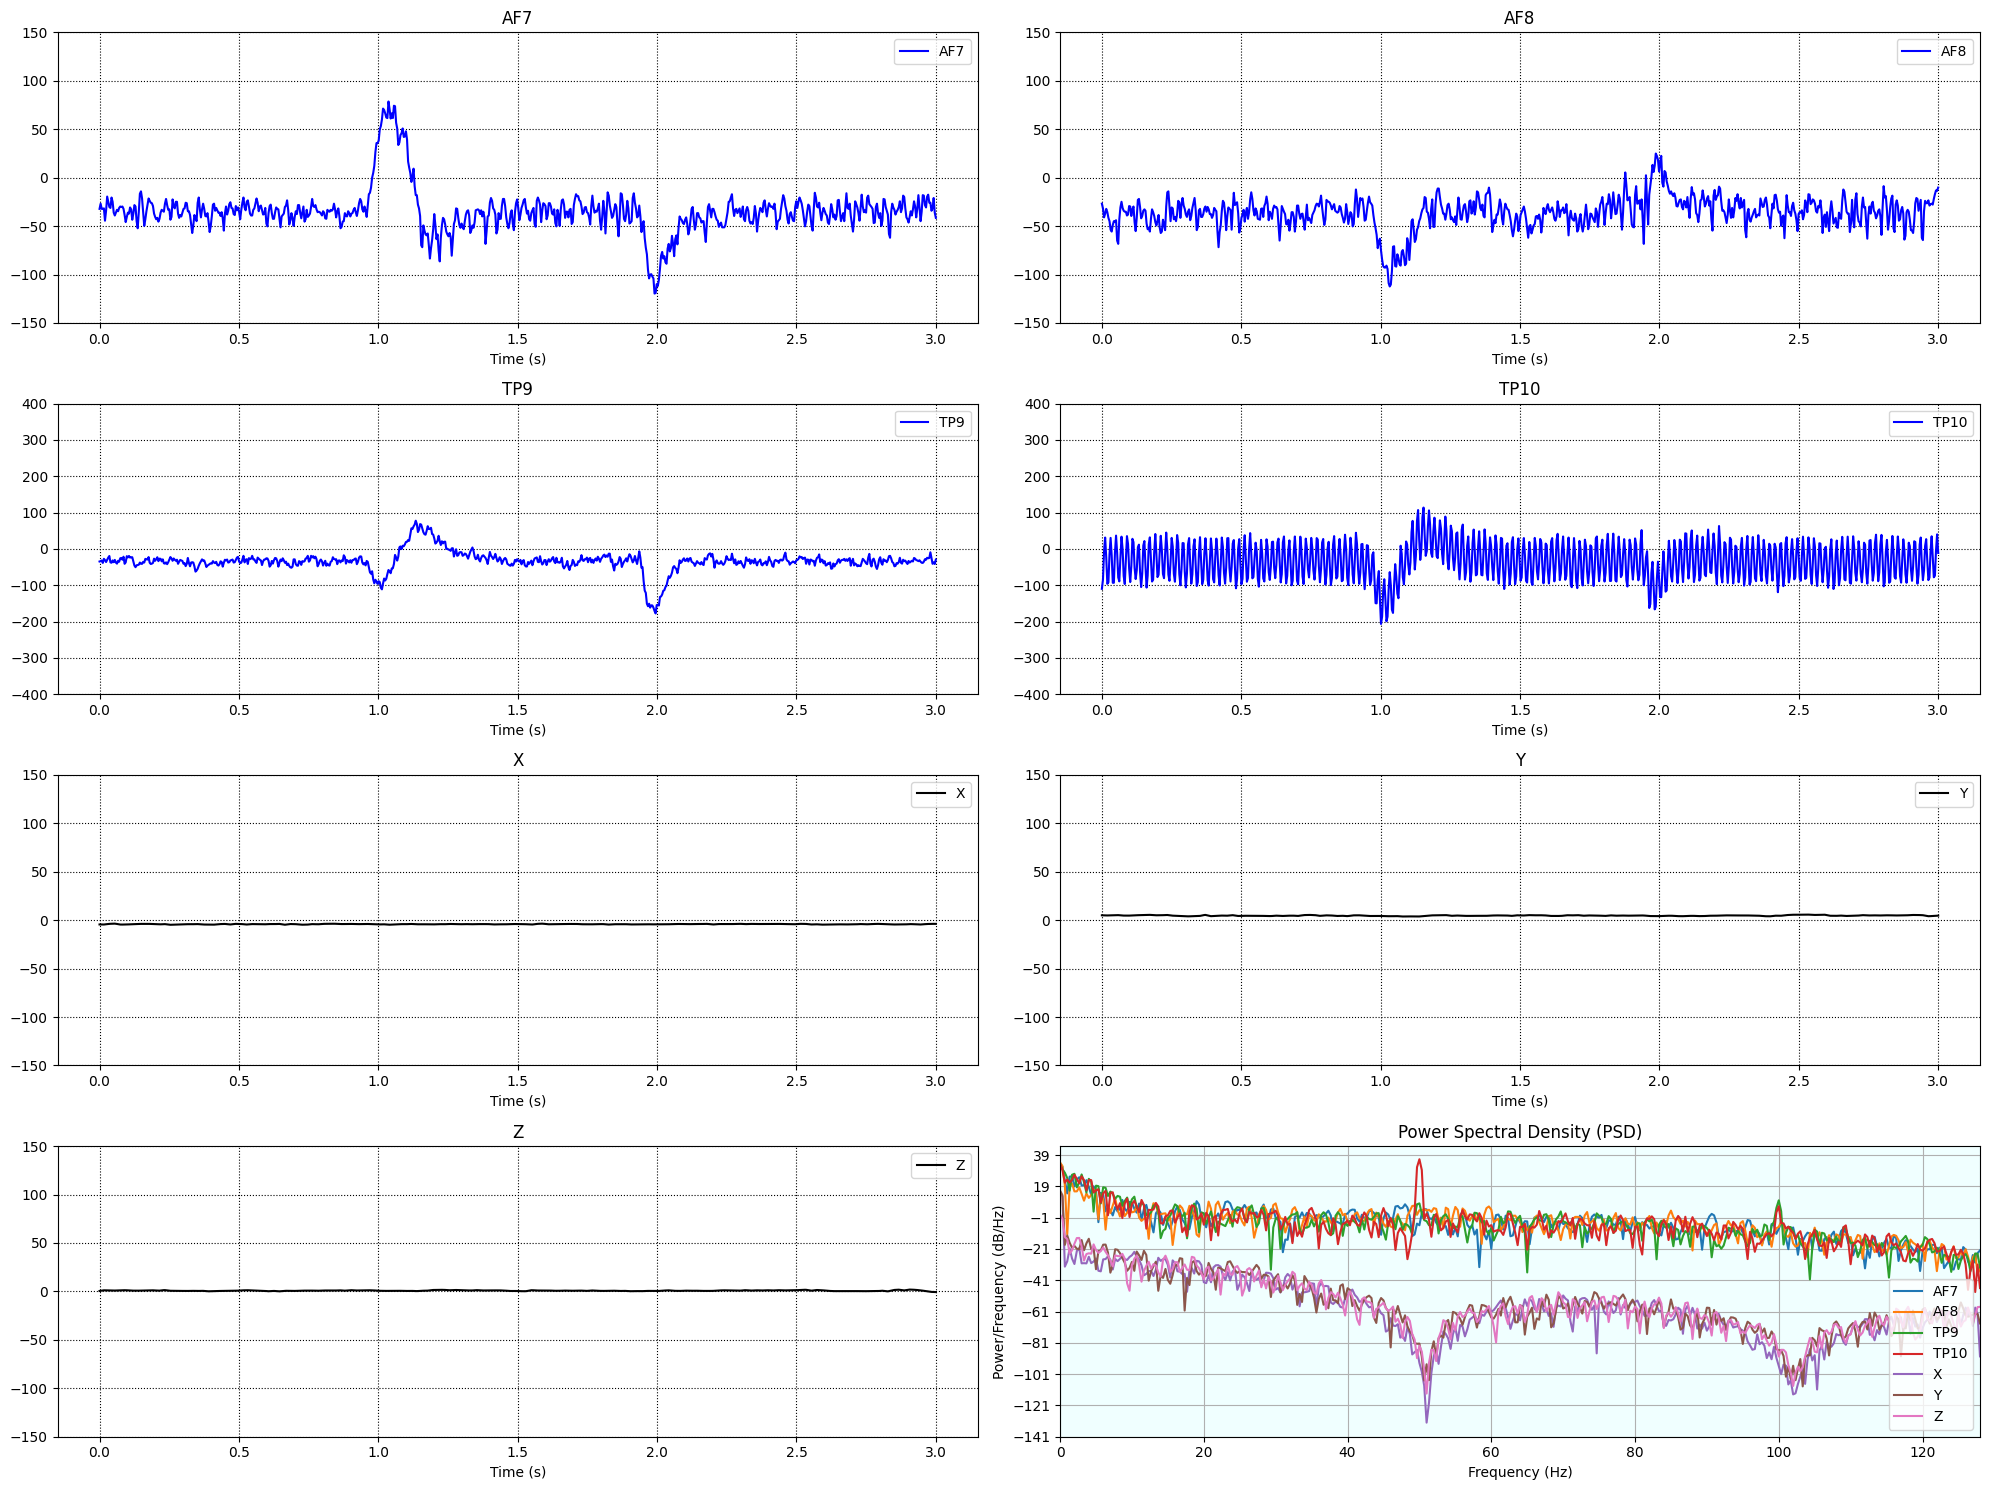 AF7
150
100
50
0
−50
−100
−150
AF7
0.0 0.5 1.0 1.5 2.0 2.5 3.0
Time (s)
AF8
150
100
50
0
−50
−100
−150
AF8
0.0 0.5 1.0 1.5 2.0 2.5 3.0
Time (s)
TP9
400
300
200
100
0
−100
−200
−300
−400
TP9
0.0 0.5 1.0 1.5 2.0 2.5 3.0
Time (s)
TP10
400
300
200
100
0
−100
−200
−300
−400
TP10
0.0 0.5 1.0 1.5 2.0 2.5 3.0
Time (s)
X
150
100
50
0
−50
−100
−150
X
0.0 0.5 1.0 1.5 2.0 2.5 3.0
Time (s)
Y
150
100
50
0
−50
−100
−150
Y
0.0 0.5 1.0 1.5 2.0 2.5 3.0
Time (s)
Z
150
100
50
0
−50
−100
−150
Z
0.0 0.5 1.0 1.5 2.0 2.5 3.0
Time (s)
Power Spectral Density (PSD)
Power/Frequency (dB/Hz)
39
19
−1
−21
−41
−61
−81
−101
−121
−141
AF7
AF8
TP9
TP10
X
Y
Z
0 20 40 60 80 100 120
Frequency (Hz)